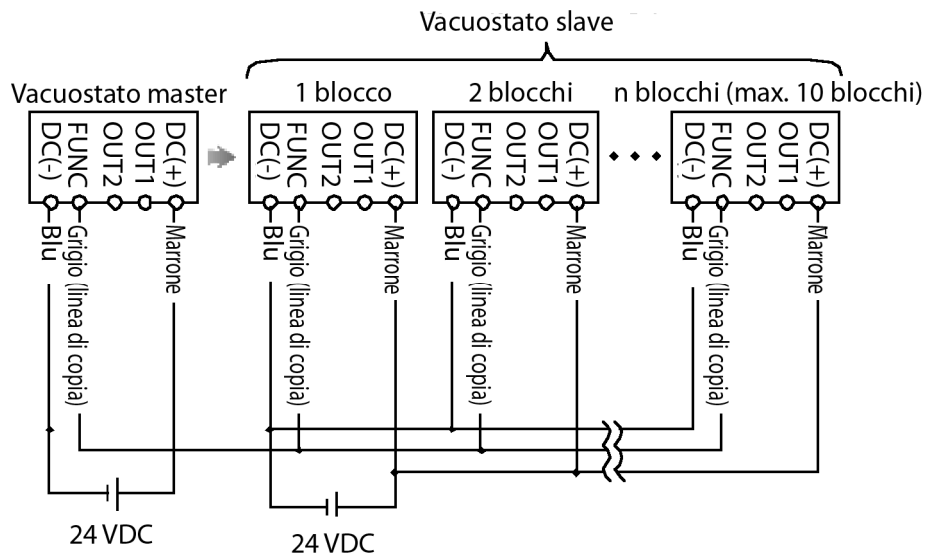 Vacuostato slave
Vacuostato master
1 blocco
2 blocchi
n blocchi (max. 10 blocchi)
DC(-)
FUNC
OUT2
OUT1
DC(+)
DC(-)
FUNC
OUT2
OUT1
DC(+)
DC(-)
FUNC
OUT2
OUT1
DC(+)
DC(-)
FUNC
OUT2
OUT1
DC(+)
Blu
Grigio (linea di copia)
Marrone
Blu
Grigio (linea di copia)
Marrone
Blu
Grigio (linea di copia)
Marrone
Blu
Grigio (linea di copia)
Marrone
24 VDC
24 VDC